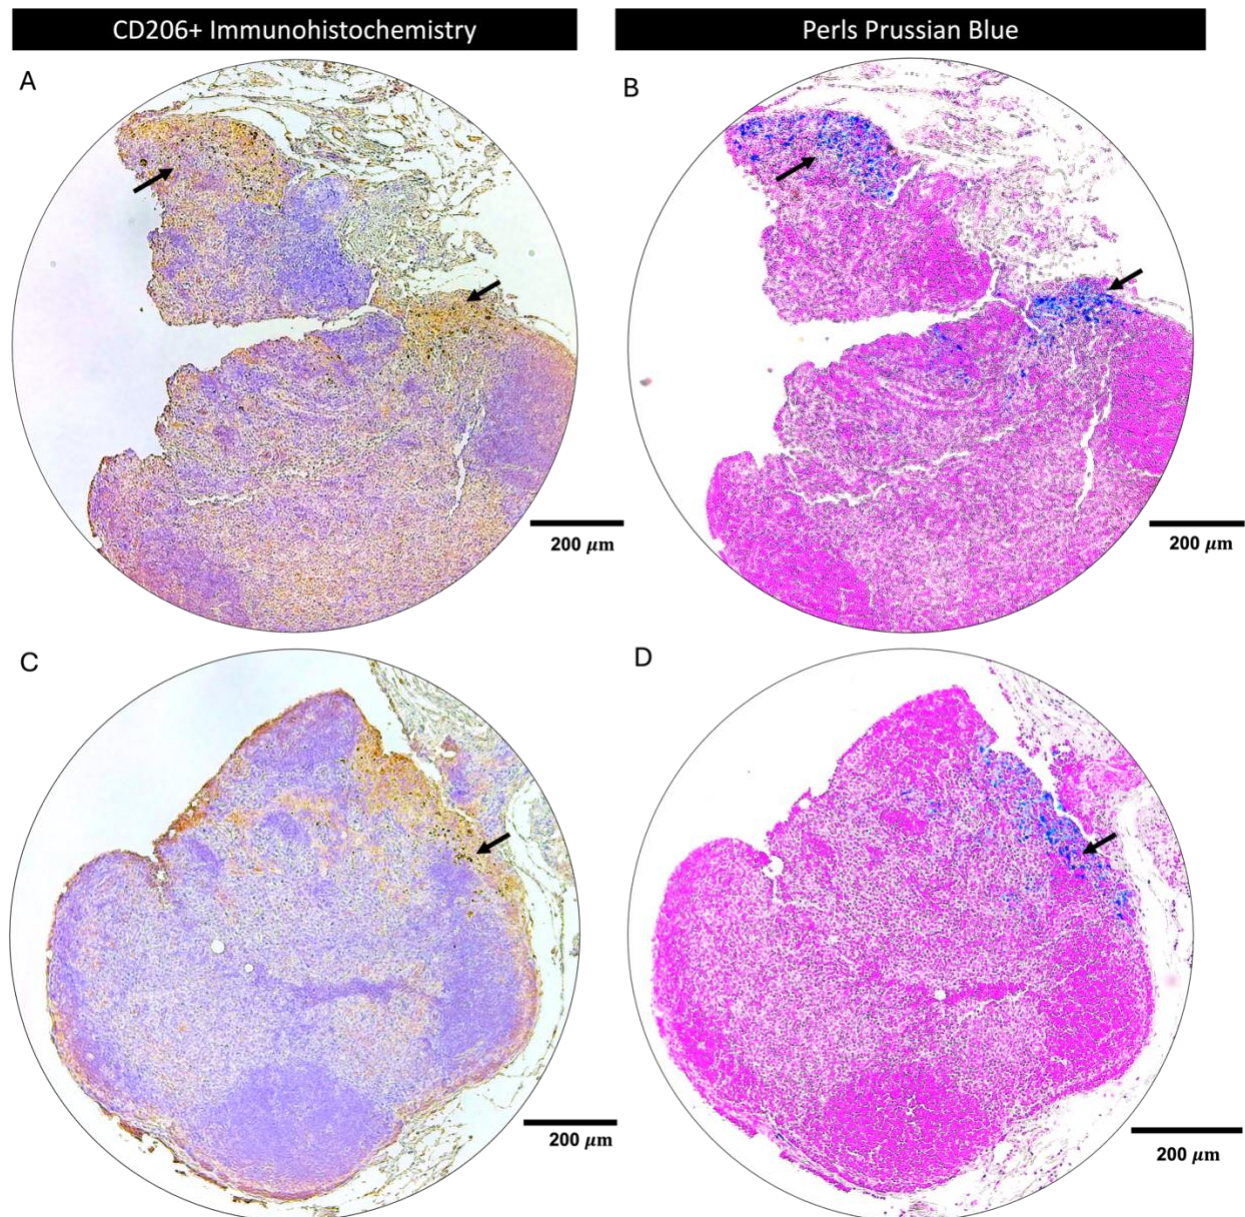 CD206+ Immunohistochemistry
Perls Prussian Blue
A
B
200 μm
200 μm
C
D
200 μm
200 μm